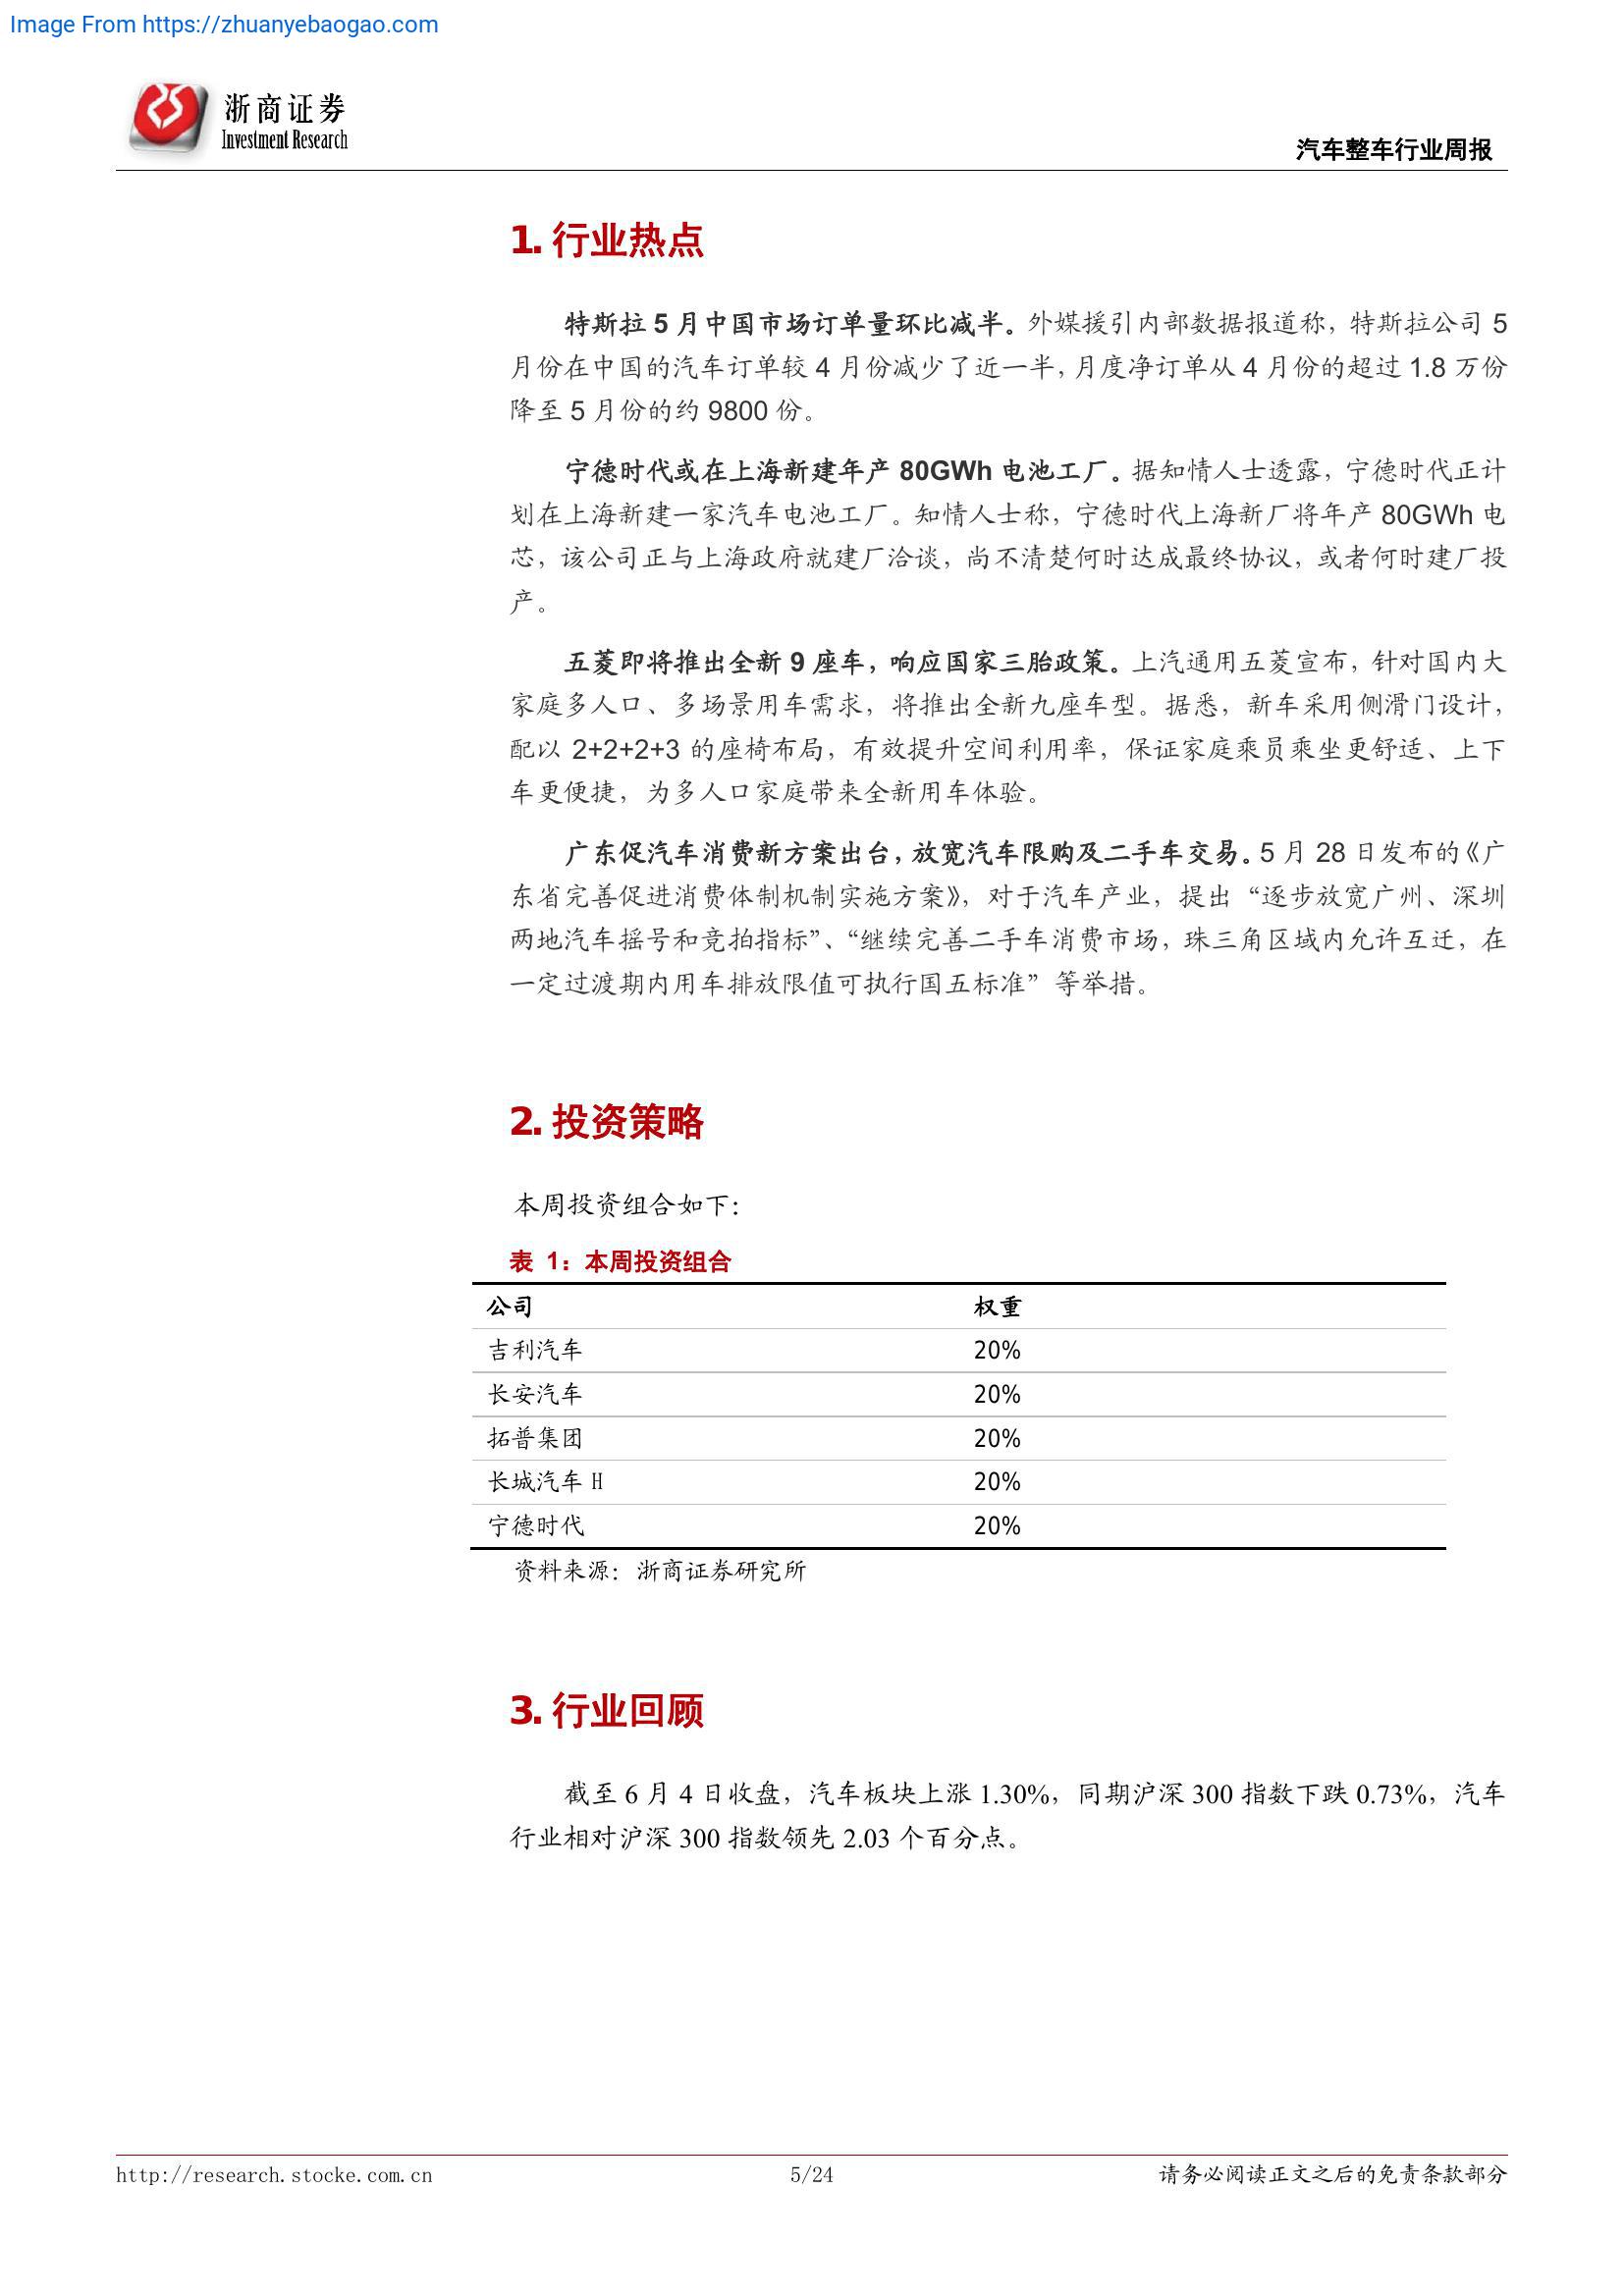 Image From https://zhuanyebaogao.com
浙商证券
Investment Research
汽车整车行业周报
1. 行业热点
特斯拉 5 月中国市场订单量环比减半。外媒援引内部数据报道称，特斯拉公司 5
月份在中国的汽车订单较 4 月份减少了近一半，月度净订单从 4 月份的超过 1.8 万份
降至 5 月份的约 9800 份。
宁德时代或在上海新建年产 80GWh 电池工厂。据知情人士透露，宁德时代正计
划在上海新建一家汽车电池工厂。知情人士称，宁德时代上海新厂将年产 80GWh 电
芯，该公司正与上海政府就建厂洽谈，尚不清楚何时达成最终协议，或者何时建厂投
产。
五菱即将推出全新 9 座车，响应国家三胎政策。上汽通用五菱宣布，针对国内大
家庭多人口、多场景用车需求，将推出全新九座车型。据悉，新车采用侧滑门设计，
配以 2+2+2+3 的座椅布局，有效提升空间利用率，保证家庭乘员乘坐更舒适、上下
车更便捷，为多人口家庭带来全新用车体验。
广东促汽车消费新方案出台，放宽汽车限购及二手车交易。5 月 28 日发布的《广
东省完善促进消费体制机制实施方案》，对于汽车产业，提出“逐步放宽广州、深圳
两地汽车摇号和竞拍指标”、“继续完善二手车消费市场，珠三角区域内允许互迁，在
一定过渡期内用车排放限值可执行国五标准”等举措。
2. 投资策略
本周投资组合如下：
表 1：本周投资组合
公司 权重
吉利汽车 20%
长安汽车 20%
拓普集团 20%
长城汽车 H 20%
宁德时代 20%
资料来源：浙商证券研究所
3. 行业回顾
截至 6 月 4 日收盘，汽车板块上涨 1.30%，同期沪深 300 指数下跌 0.73%，汽车
行业相对沪深 300 指数领先 2.03 个百分点。
http://research.stocke.com.cn 5/24 请务必阅读正文之后的免责条款部分